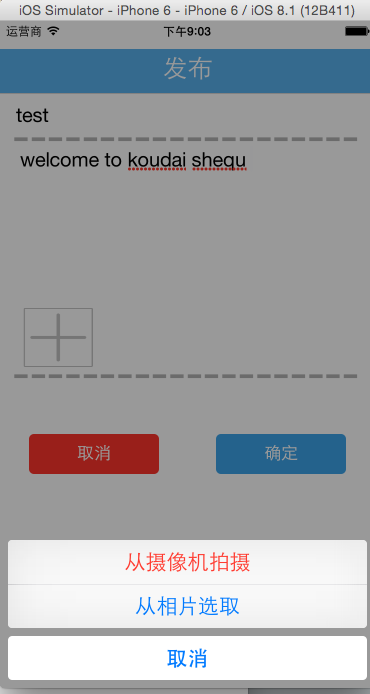 iOS Simulator - iPhone 6 - iPhone 6 / iOS 8.1 (12B411)
运营商 下午9:03
发布
test
welcome to koudai shequ
取消 确定
从摄像机拍摄
从相片选取
取消